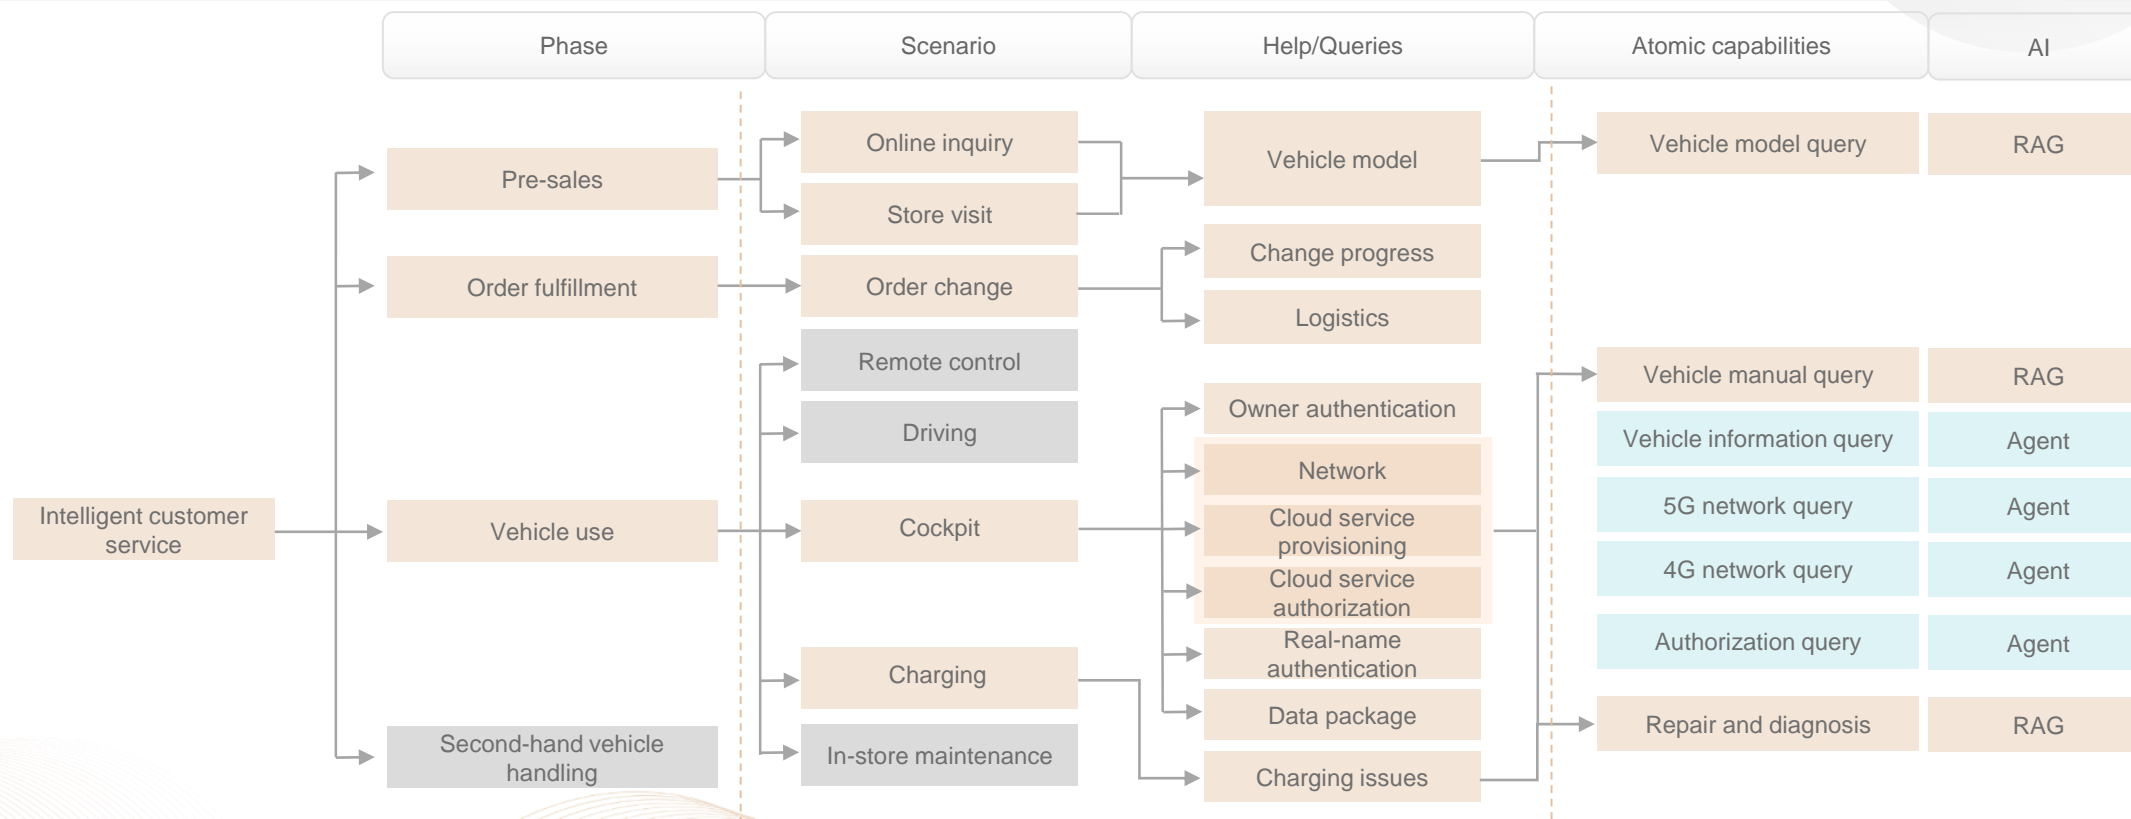 Phase
Scenario
Help/Queries
Atomic capabilities
AI
Intelligent customer
service
Pre-sales
Order fulfillment
Vehicle use
Second-hand vehicle
handling
Online inquiry
Store visit
Order change
Remote control
Driving
Cockpit
Charging
In-store maintenance
Vehicle model
Change progress
Logistics
Owner authentication
Network
Cloud service
provisioning
Cloud service
authorization
Real-name
authentication
Data package
Charging issues
Vehicle model query
Vehicle manual query
Vehicle information query
5G network query
4G network query
Authorization query
Repair and diagnosis
RAG
RAG
Agent
Agent
Agent
Agent
RAG